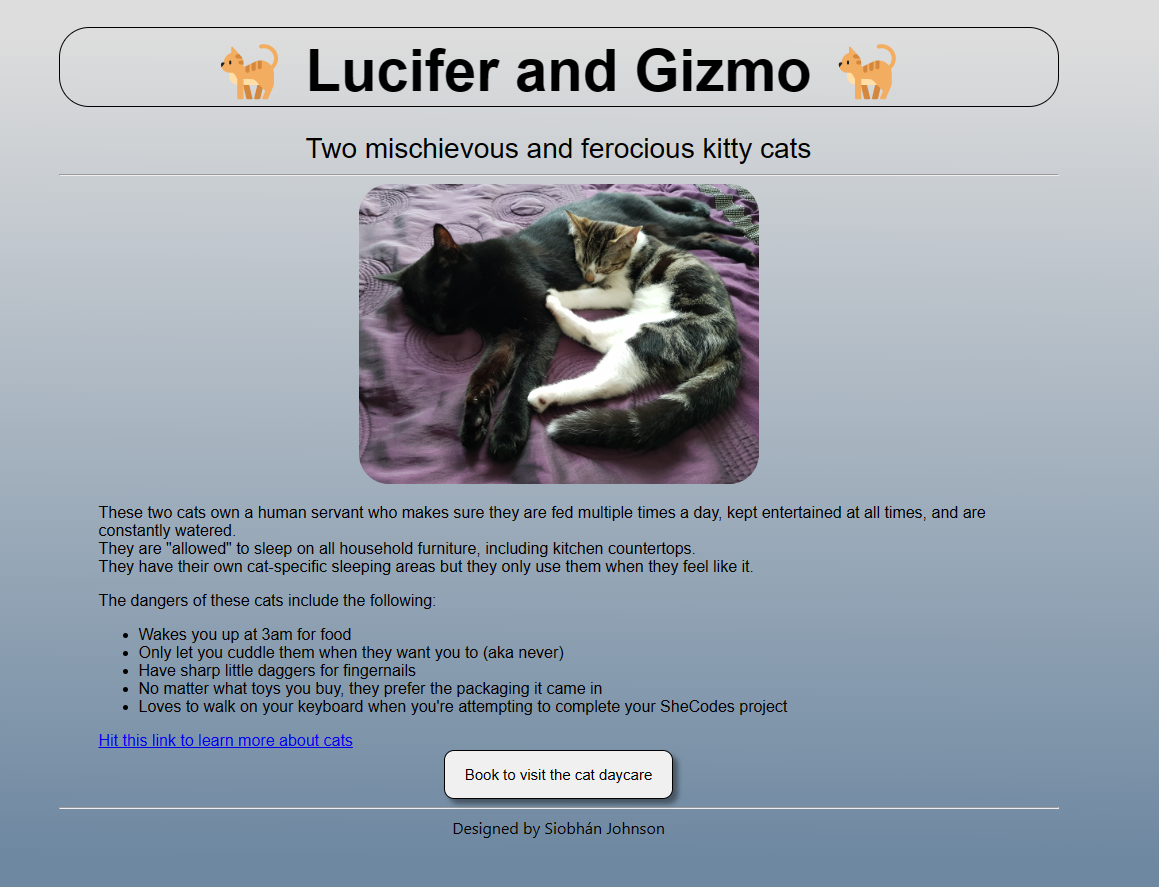 Lucifer and Gizmo
Two mischievous and ferocious kitty cats
These two cats own a human servant who makes sure they are fed multiple times a day, kept entertained at all times, and are
constantly watered.
They are "allowed" to sleep on all household furniture, including kitchen countertops.
They have their own cat-specific sleeping areas but they only use them when they feel like it.
The dangers of these cats include the following:
• Wakes you up at 3am for food
• Only let you cuddle them when they want you to (aka never)
• Have sharp little daggers for fingernails
• No matter what toys you buy, they prefer the packaging it came in
• Loves to walk on your keyboard when you're attempting to complete your SheCodes project
Hit this link to learn more about cats
Book to visit the cat daycare
Designed by Siobhán Johnson